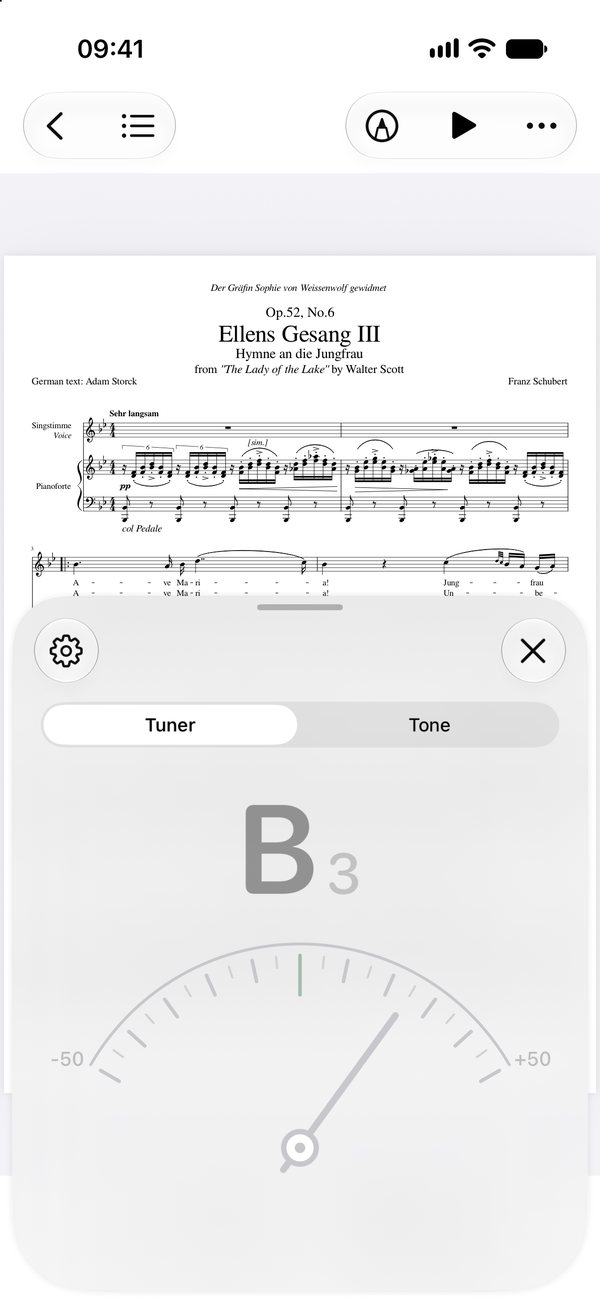 09:41
Der Gräfin Sophie von Weissenwolf gewidmet
Op.52, No.6
Ellens Gesang III
Hymne an die Jungfrau
from "The Lady of the Lake" by Walter Scott
German text: Adam Storck
Franz Schubert
Sehr langsam
Singstimme
Voice
6 6 [sim.]
Pianoforte
pp
col Pedale
3
A - - - ve Ma - ri - - - - a! Jung - frau
A - - - ve Ma - ri - - - - a! Un - be -
Tuner Tone
B3
-50 +50